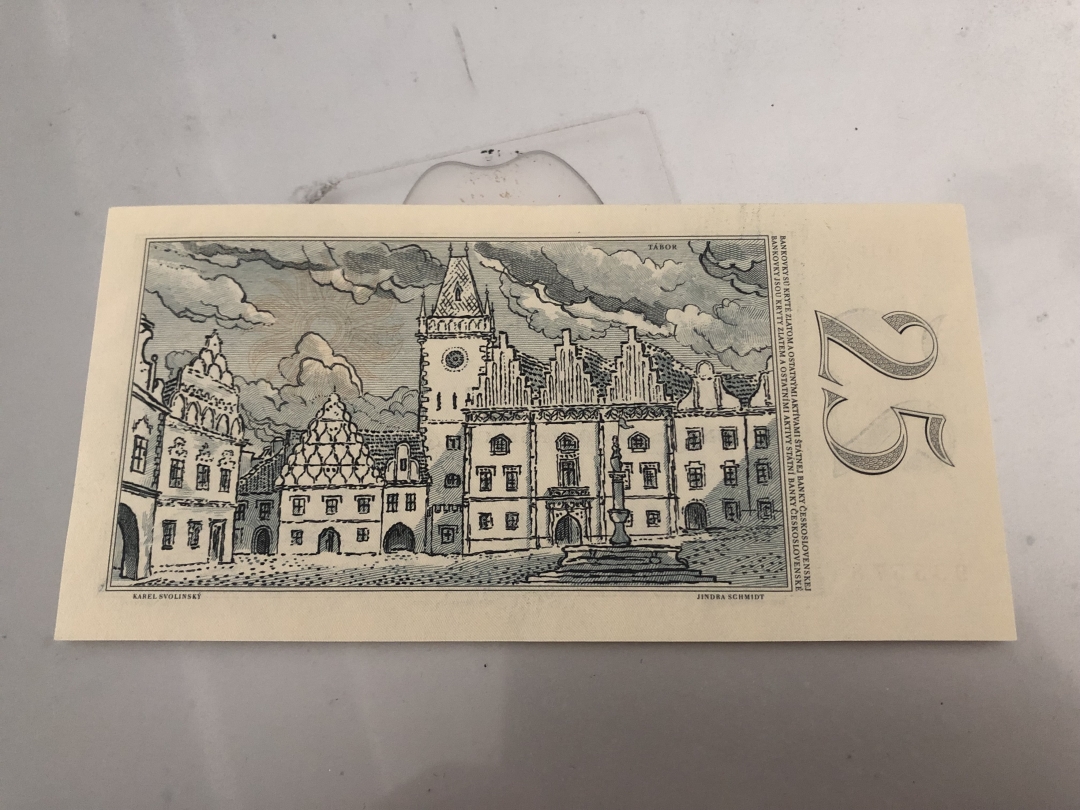 TÁBOR
BANKOVKY SÚ KRYTÉ ZLATOM A OSTATNÝMI AKTÍVAMI ŠTÁTNEJ BANKY ČESKOSLOVENSKEJ
BANKOVKY JSOU KRYTY ZLATEM A OSTATNÍMI AKTIVY STÁTNÍ BANKY ČESKOSLOVENSKÉ
25
KAREL SVOLINSKÝ
JINDRA SCHMIDT